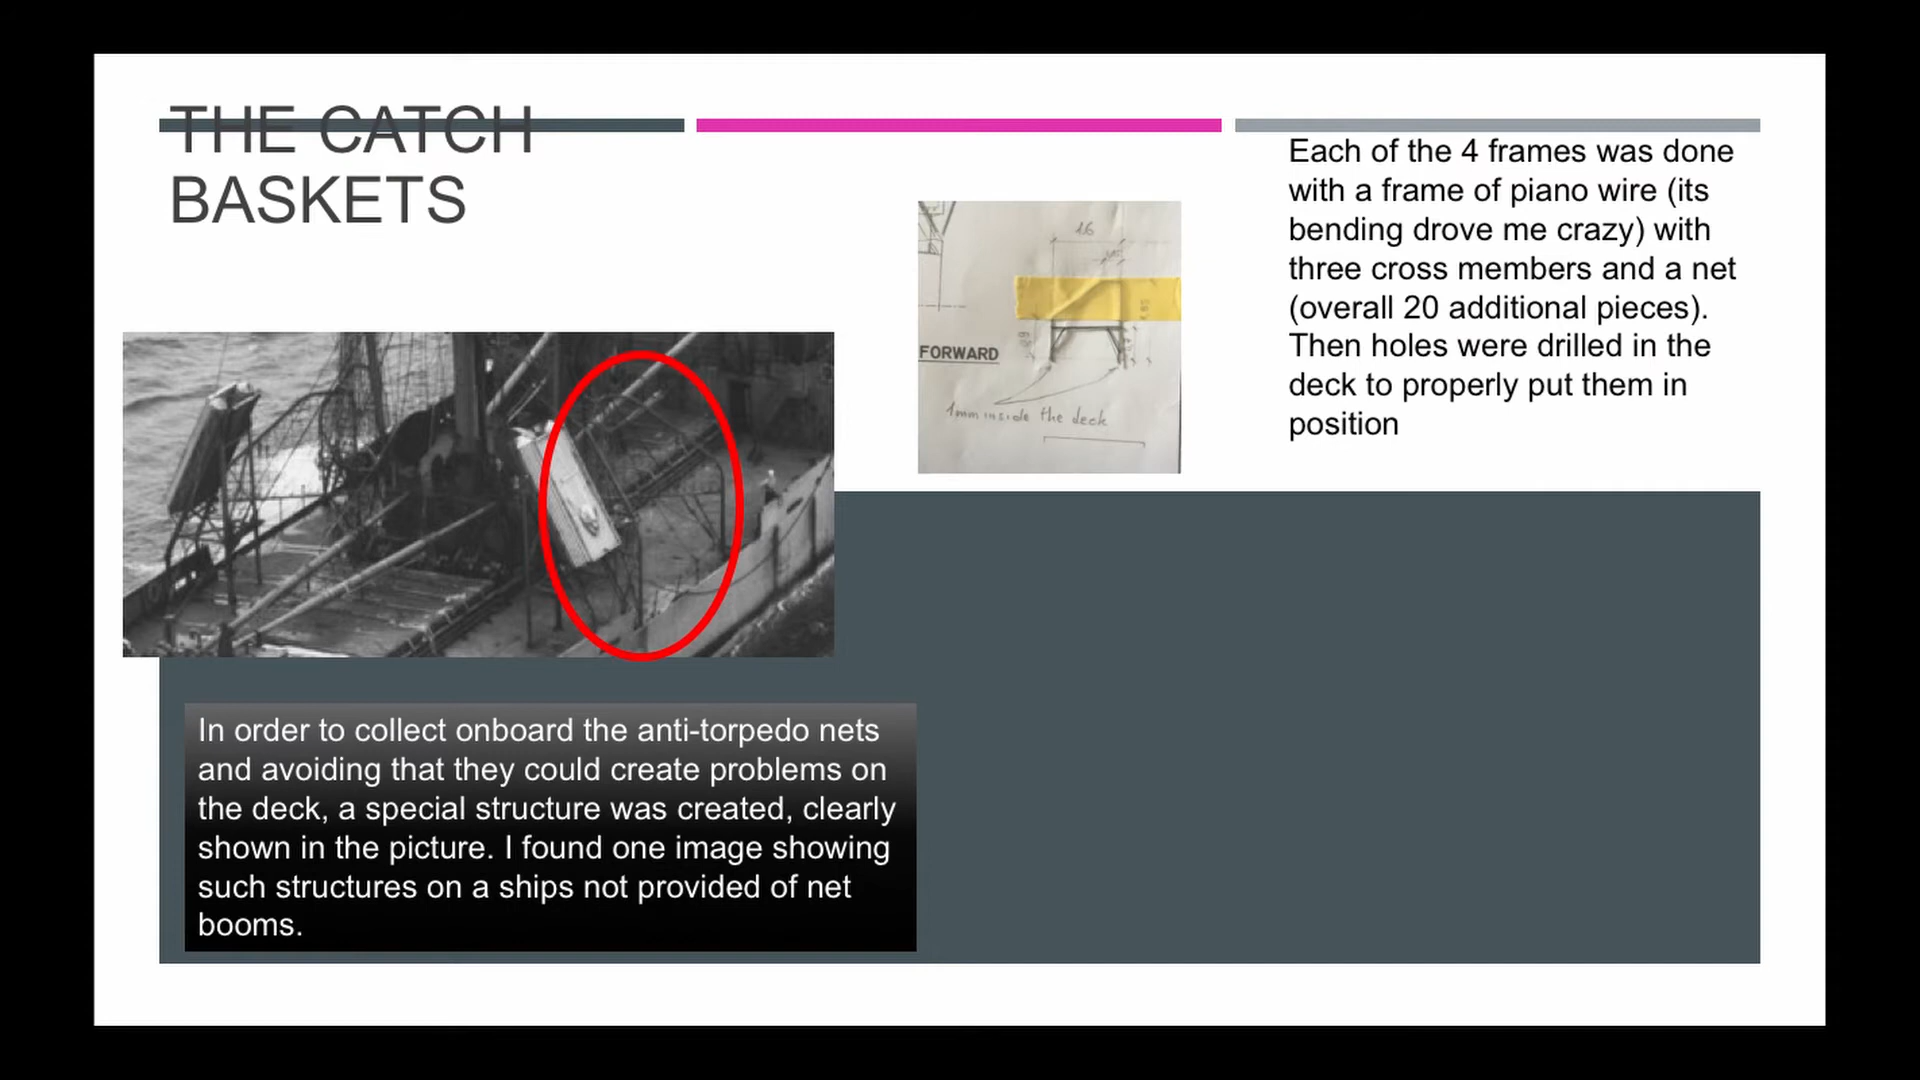 THE CATCH
BASKETS
Each of the 4 frames was done
with a frame of piano wire (its
bending drove me crazy) with
three cross members and a net
(overall 20 additional pieces).
Then holes were drilled in the
deck to properly put them in
position
16
FORWARD
1mm inside the deck
In order to collect onboard the anti-torpedo nets
and avoiding that they could create problems on
the deck, a special structure was created, clearly
shown in the picture. I found one image showing
such structures on a ships not provided of net
booms.